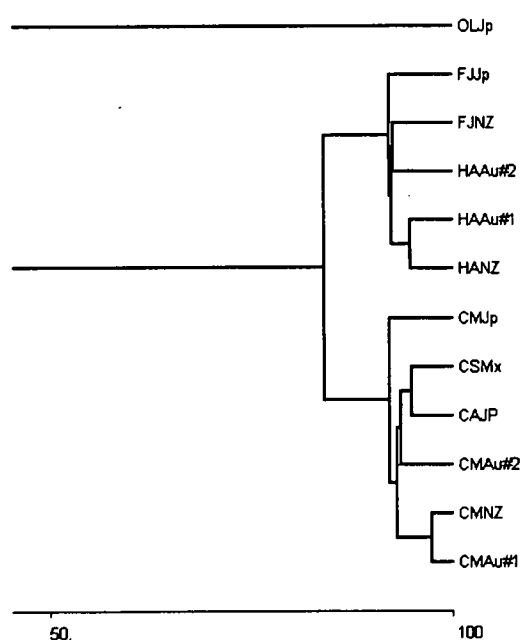 OLJp
FJJp
FJNZ
HAAu#2
HAAu#1
HANZ
CMJp
CSMx
CAJP
CMAu#2
CMNZ
CMAu#1
50. 100